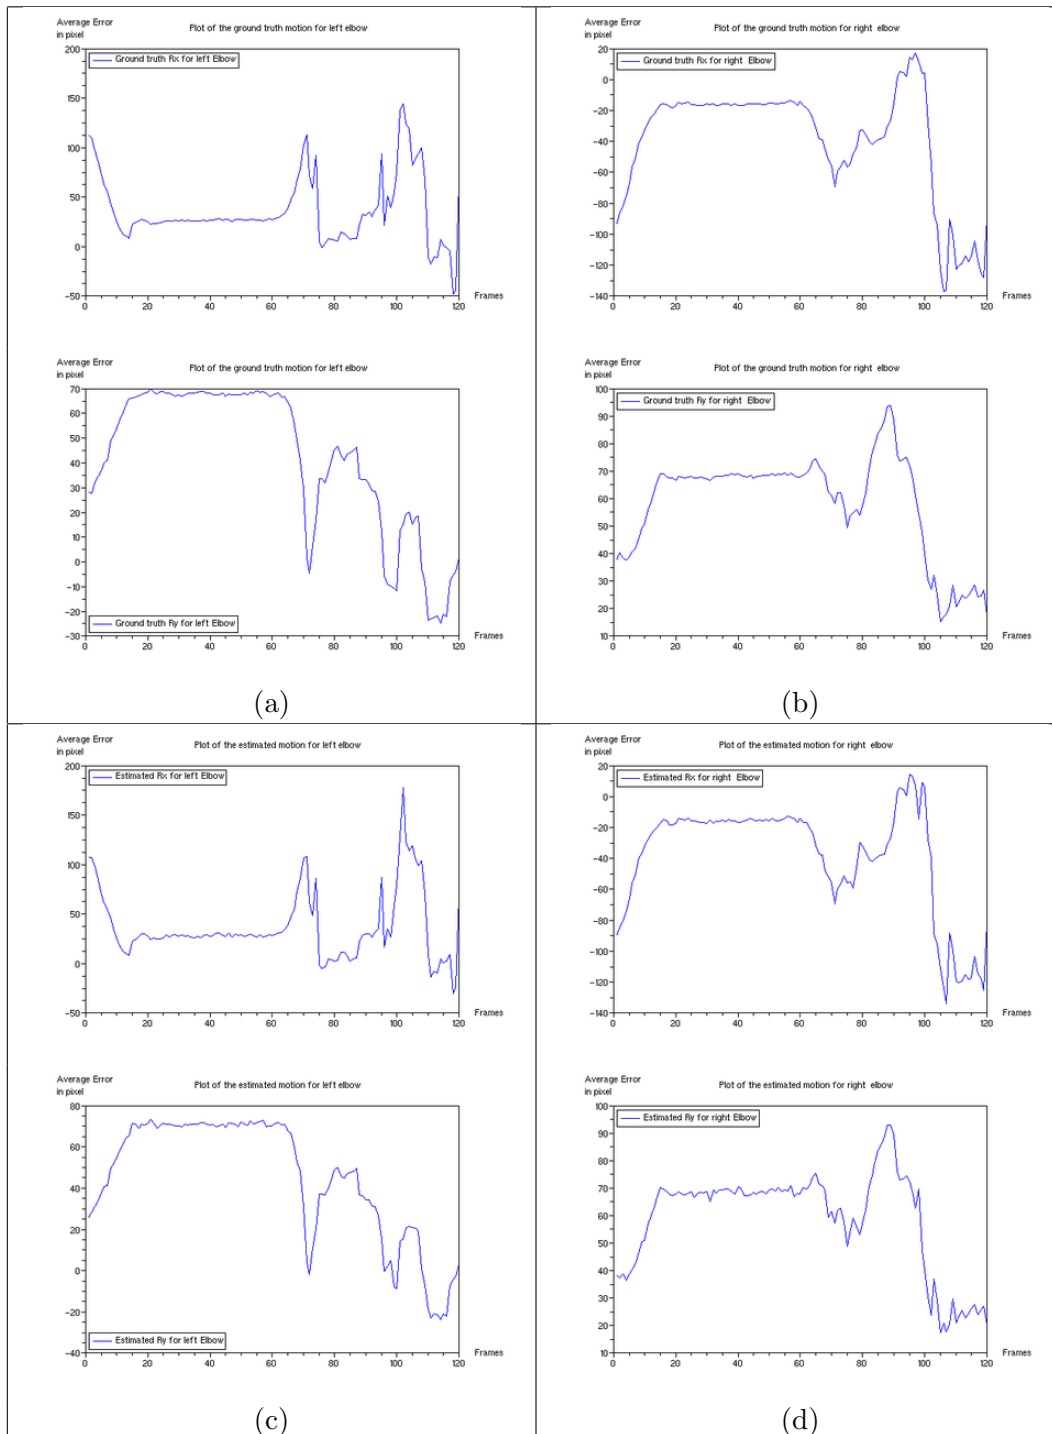 Average Error
in pixel
Plot of the ground truth motion for left elbow
200
Ground truth Rx for left Elbow
150
100
50
0
−50
0 20 40 60 80 100 120
Frames
Average Error
in pixel
Plot of the ground truth motion for left elbow
70
60
50
40
30
20
10
0
−10
−20
Ground truth Ry for left Elbow
−30
0 20 40 60 80 100 120
Frames
(a)
Average Error
in pixel
Plot of the ground truth motion for right elbow
20
Ground truth Rx for right Elbow
0
−20
−40
−60
−80
−100
−120
−140
0 20 40 60 80 100 120
Frames
Average Error
in pixel
Plot of the ground truth motion for right elbow
100
Ground truth Ry for right Elbow
90
80
70
60
50
40
30
20
10
0 20 40 60 80 100 120
Frames
(b)
Average Error
in pixel
Plot of the estimated motion for left elbow
200
Estimated Rx for left Elbow
150
100
50
0
−50
0 20 40 60 80 100 120
Frames
Average Error
in pixel
Plot of the estimated motion for left elbow
80
60
40
20
0
−20
Estimated Ry for left Elbow
−40
0 20 40 60 80 100 120
Frames
(c)
Average Error
in pixel
Plot of the estimated motion for right elbow
20
Estimated Rx for right Elbow
0
−20
−40
−60
−80
−100
−120
−140
0 20 40 60 80 100 120
Frames
Average Error
in pixel
Plot of the estimated motion for right elbow
100
Estimated Ry for right Elbow
90
80
70
60
50
40
30
20
10
0 20 40 60 80 100 120
Frames
(d)